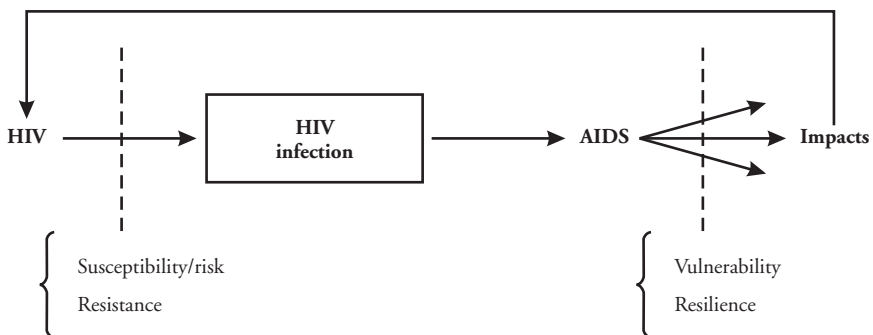 HIV
HIV
infection
AIDS
Impacts
Susceptibility/risk
Resistance
Vulnerability
Resilience